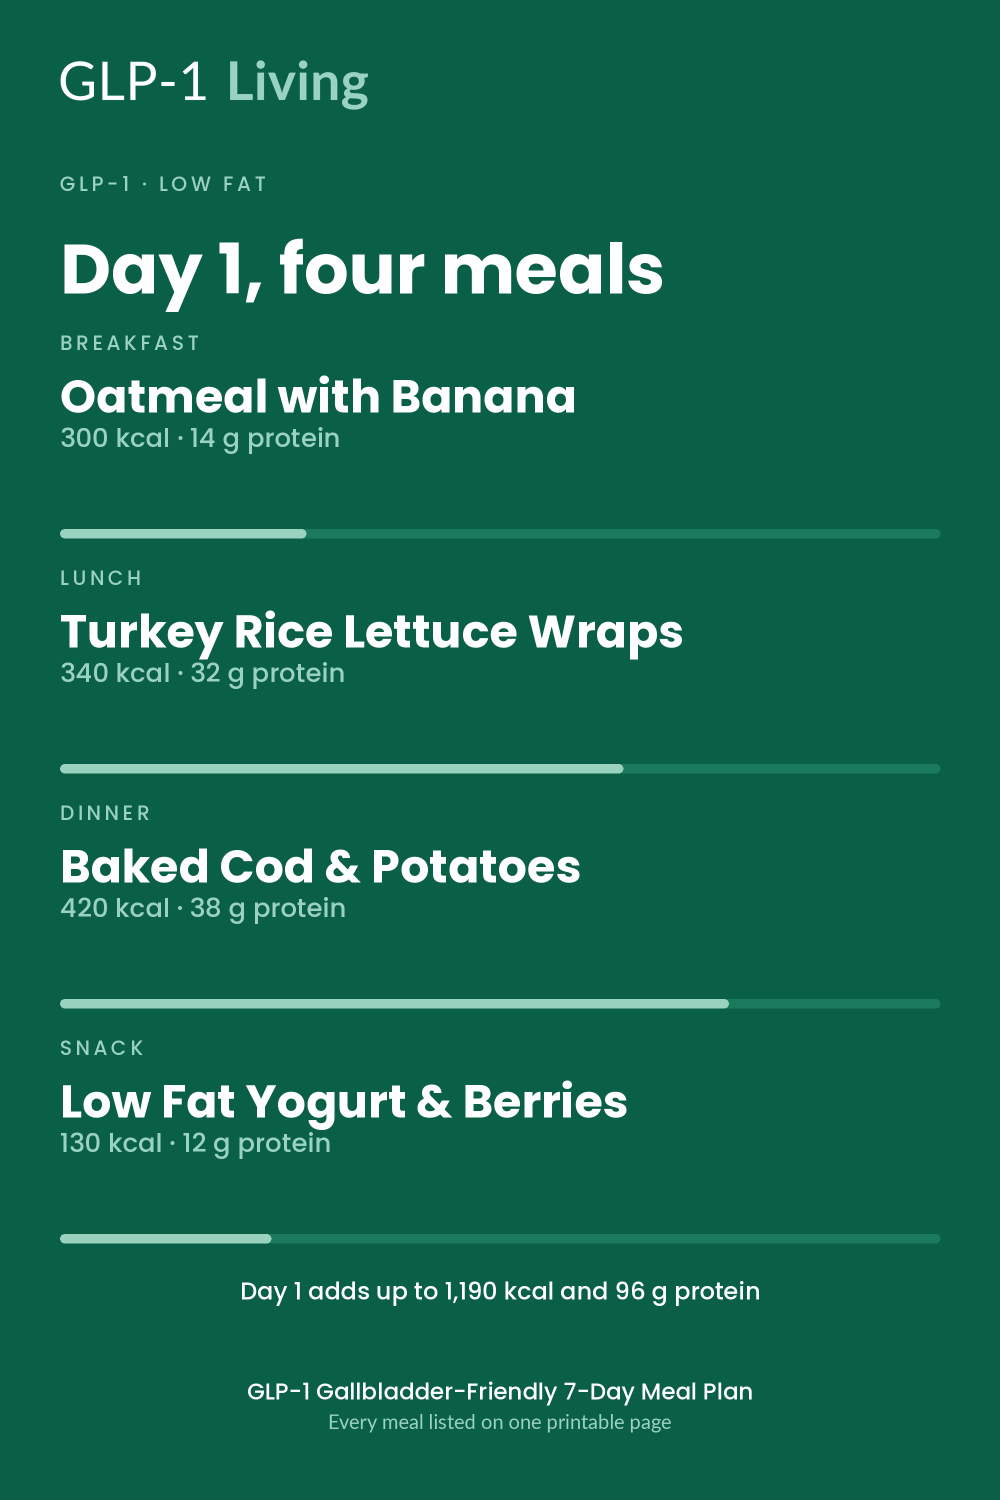 GLP-1 Living
GLP-1 · LOW FAT
Day 1, four meals
BREAKFAST
Oatmeal with Banana
300 kcal · 14 g protein
LUNCH
Turkey Rice Lettuce Wraps
340 kcal · 32 g protein
DINNER
Baked Cod & Potatoes
420 kcal · 38 g protein
SNACK
Low Fat Yogurt & Berries
130 kcal · 12 g protein
Day 1 adds up to 1,190 kcal and 96 g protein
GLP-1 Gallbladder-Friendly 7-Day Meal Plan
Every meal listed on one printable page